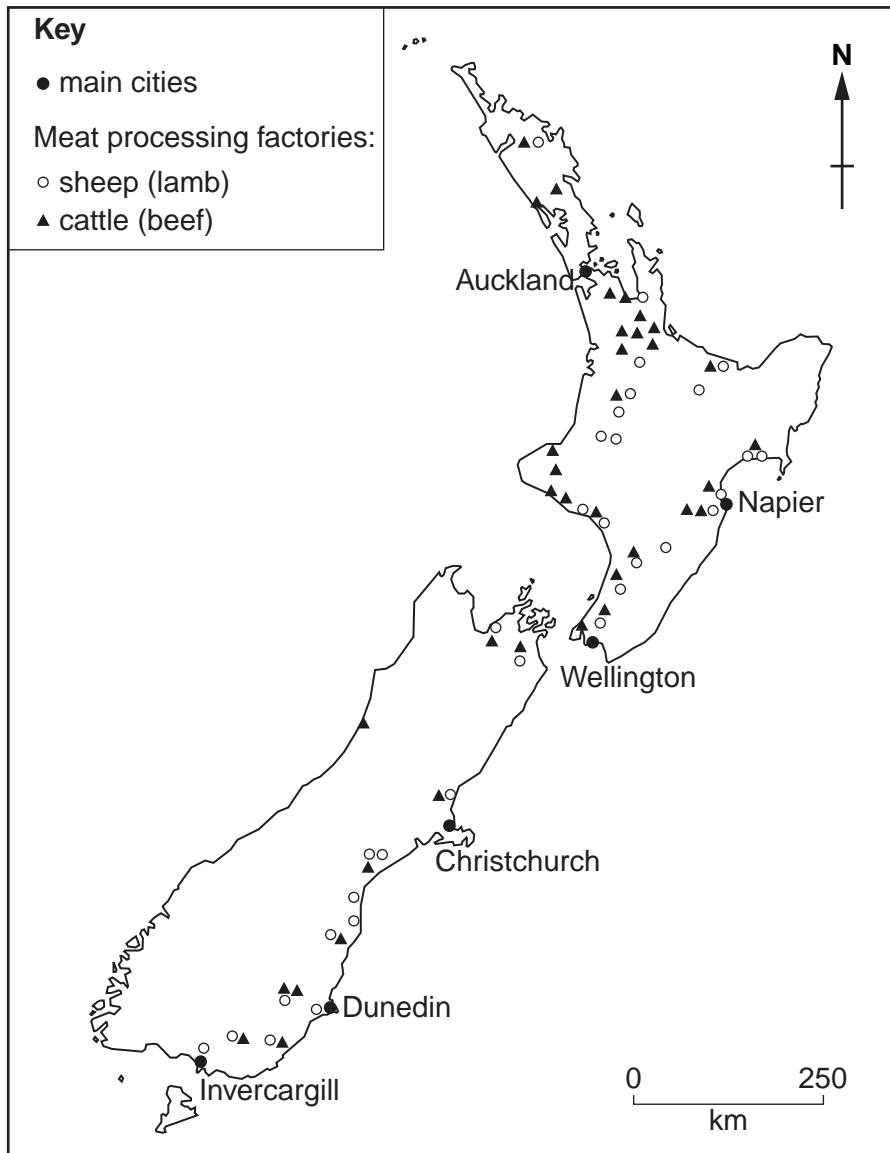 Key
main cities
Meat processing factories:
sheep (lamb)
cattle (beef)
N
Auckland
Napier
Wellington
Christchurch
Dunedin
Invercargill
0 250
km